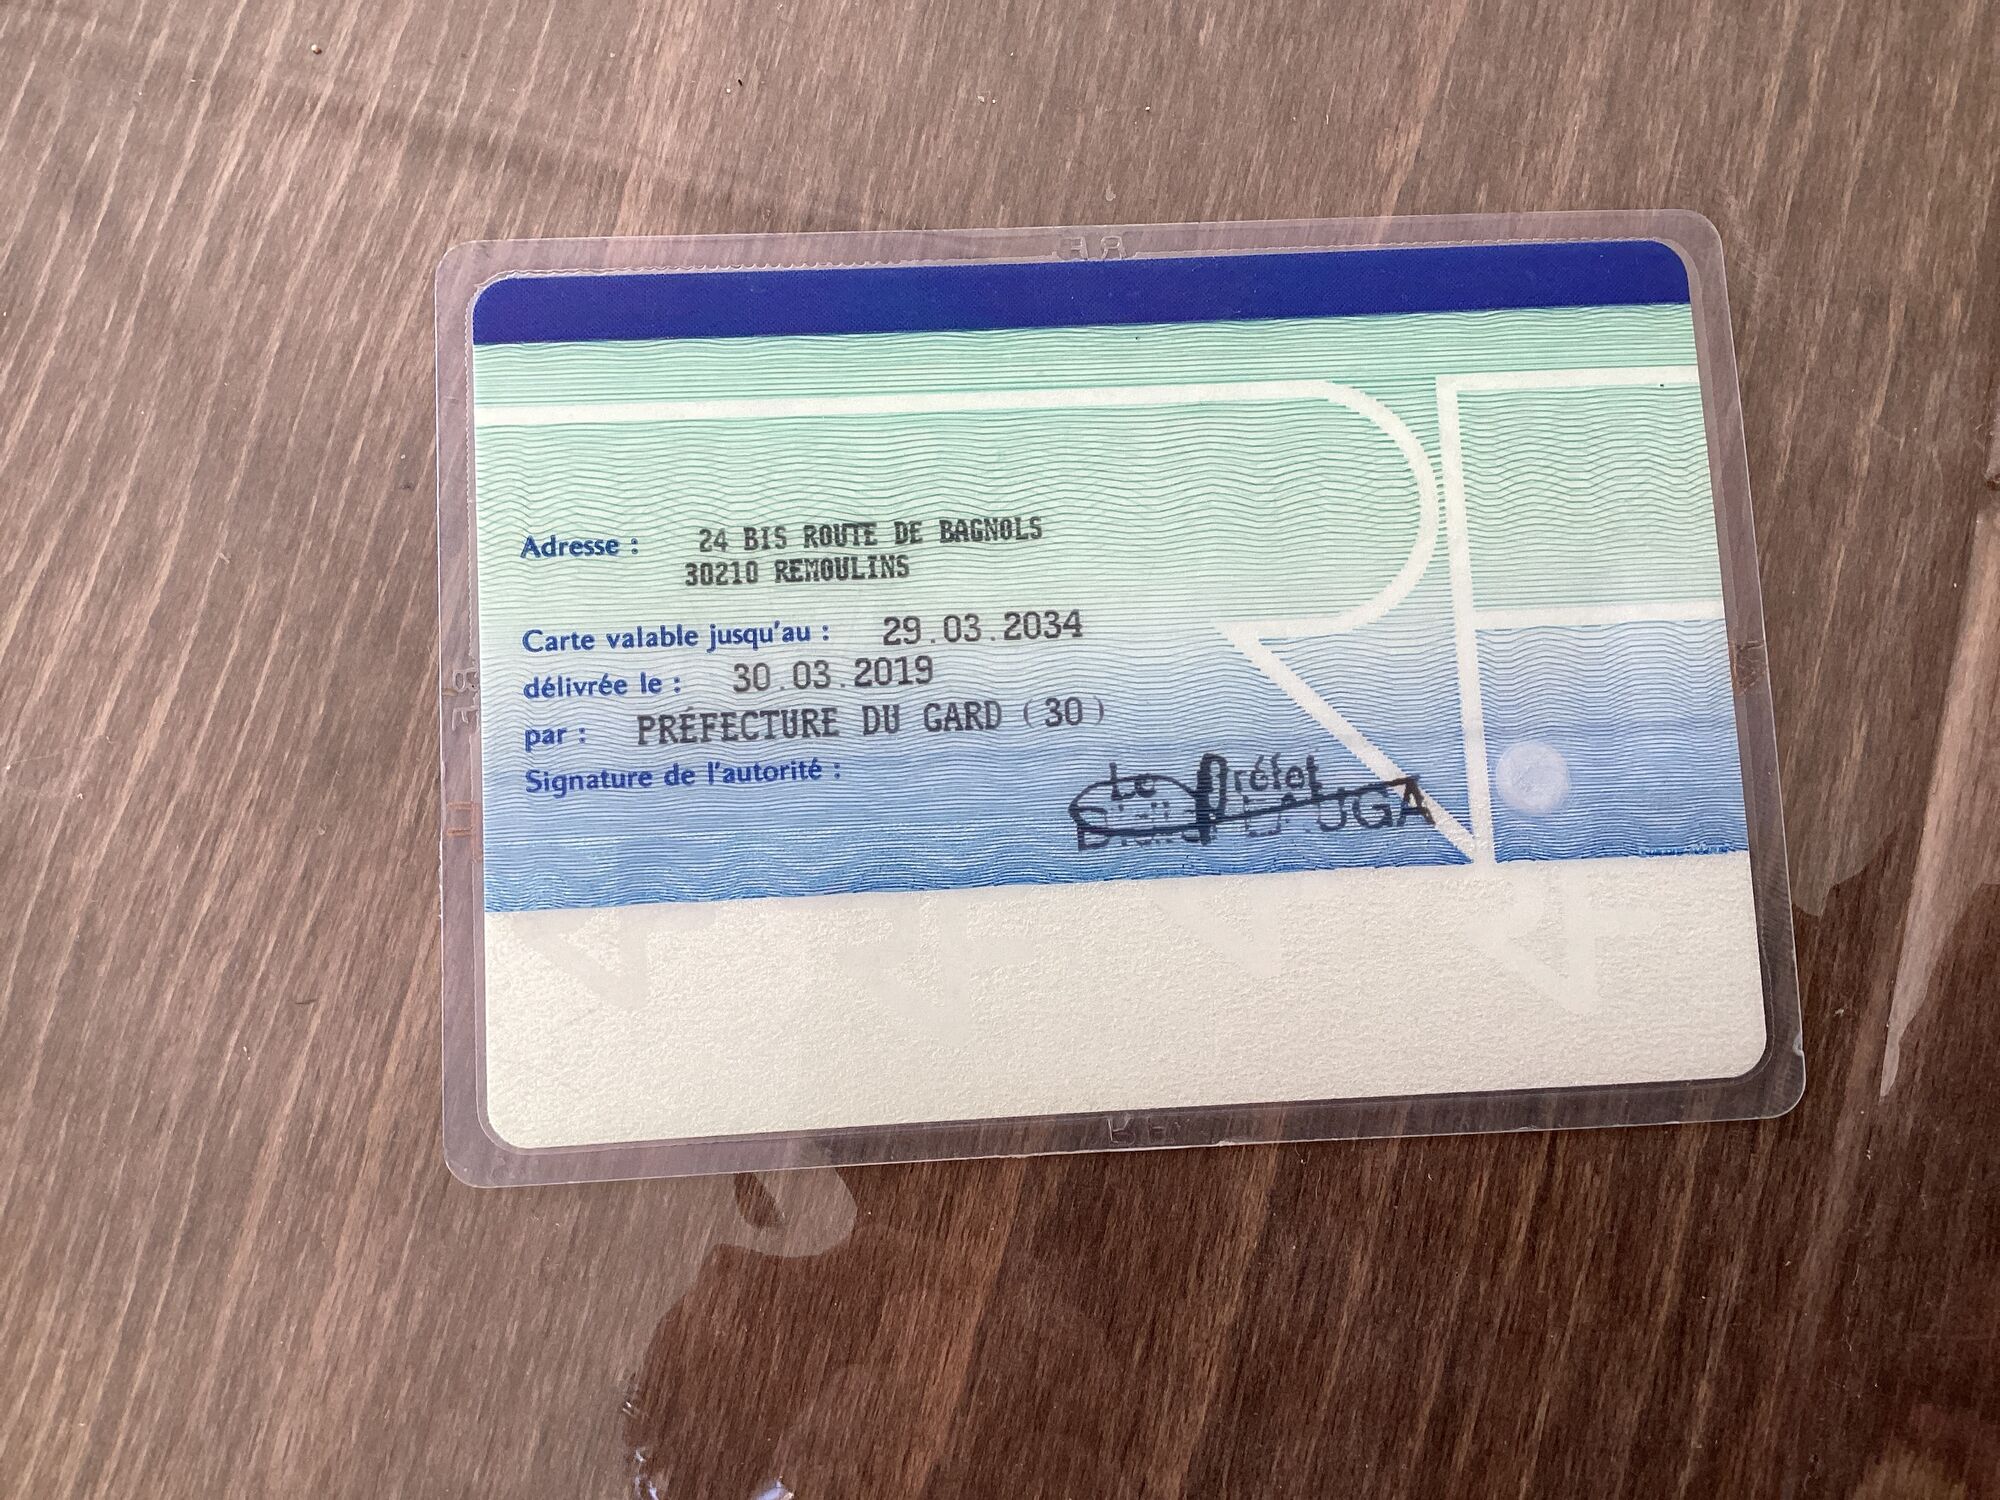 Adresse : 24 BIS ROUTE DE BAGNOLS
30210 REMOULINS
Carte valable jusqu'au : 29.03.2034
délivrée le : 30.03.2019
par : PRÉFECTURE DU GARD (30)
Signature de l'autorité :
Le Préfet
RF